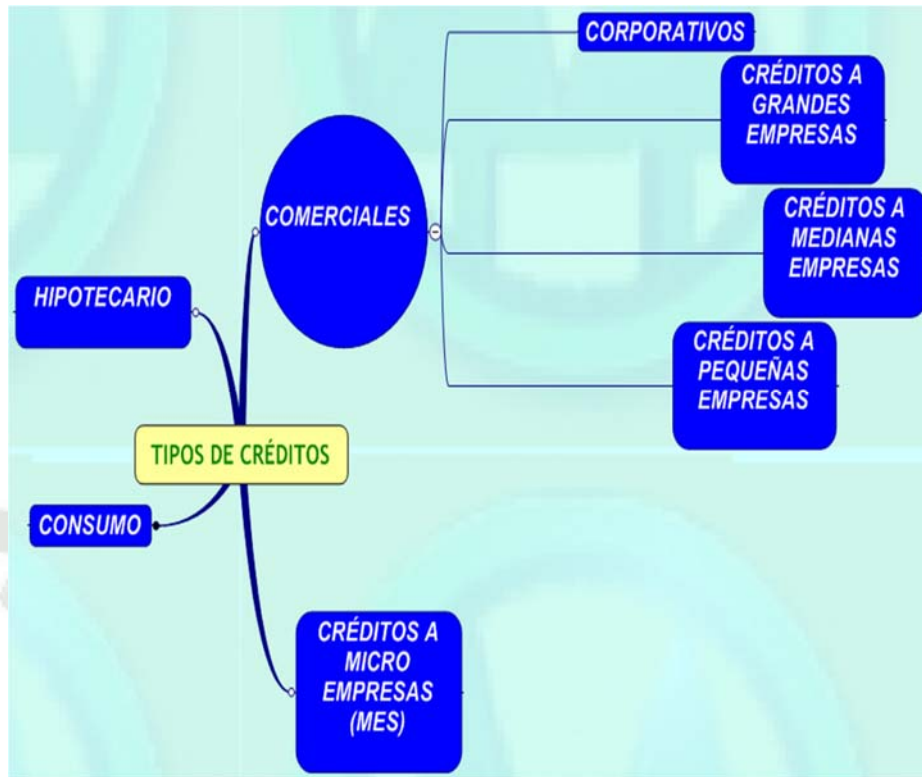 CORPORATIVOS
CRÉDITOS A
GRANDES
EMPRESAS
COMERCIALES
CRÉDITOS A
MEDIANAS
EMPRESAS
HIPOTECARIO
CRÉDITOS A
PEQUEÑAS
EMPRESAS
TIPOS DE CRÉDITOS
CONSUMO
CRÉDITOS A
MICRO
EMPRESAS
(MES)